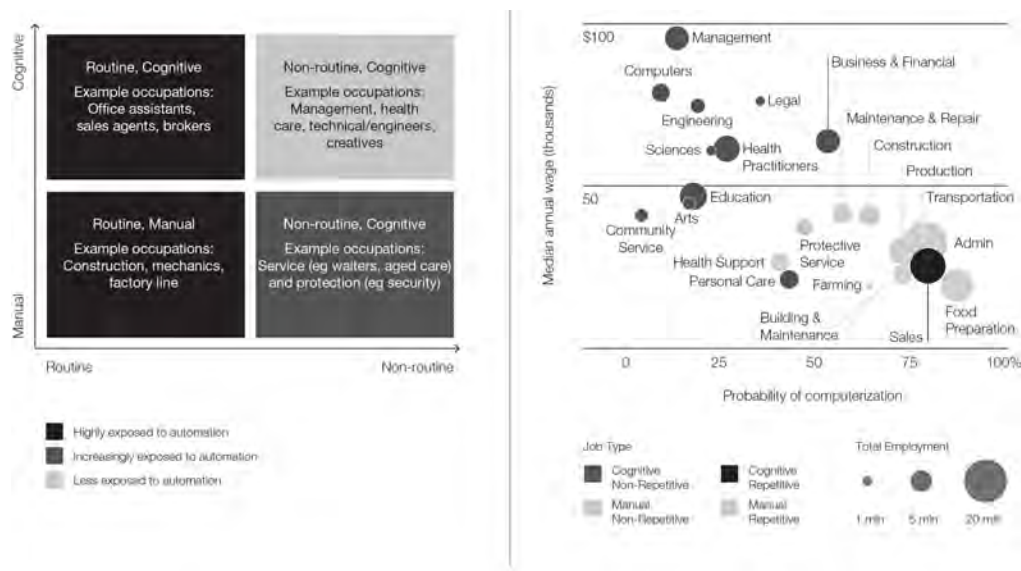 Cognitive
Manual
Routine, Cognitive
Example occupations:
Office assistants,
sales agents, brokers
Non-routine, Cognitive
Example occupations:
Management, health
care, technical/engineers,
creatives
Routine, Manual
Example occupations:
Construction, mechanics,
factory line
Non-routine, Cognitive
Example occupations:
Service (eg waiters, aged care)
and protection (eg security)
Routine
Non-routine
Highly exposed to automation
Increasingly exposed to automation
Less exposed to automation
Median annual wage (thousands)
$100
Management
Computers
Business & Financial
Legal
Engineering
Maintenance & Repair
Construction
Sciences
Health
Practitioners
Production
50
Education
Transportation
Arts
Community
Service
Protective
Service
Admin
Health Support
Personal Care
Farming
Building &
Maintenance
Sales
Food
Preparation
0
25
50
75
100%
Probability of computerization
Job Type
Cognitive
Non-Repetitive
Cognitive
Repetitive
Manual
Non-Repetitive
Manual
Repetitive
Total Employment
1 mln
5 mln
20 mln